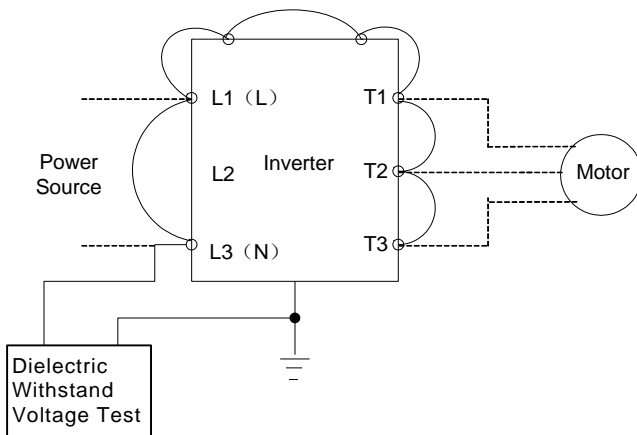 L1（L）
T1
Power
Source
L2
Inverter
T2
Motor
L3（N）
T3
Dielectric
Withstand
Voltage Test